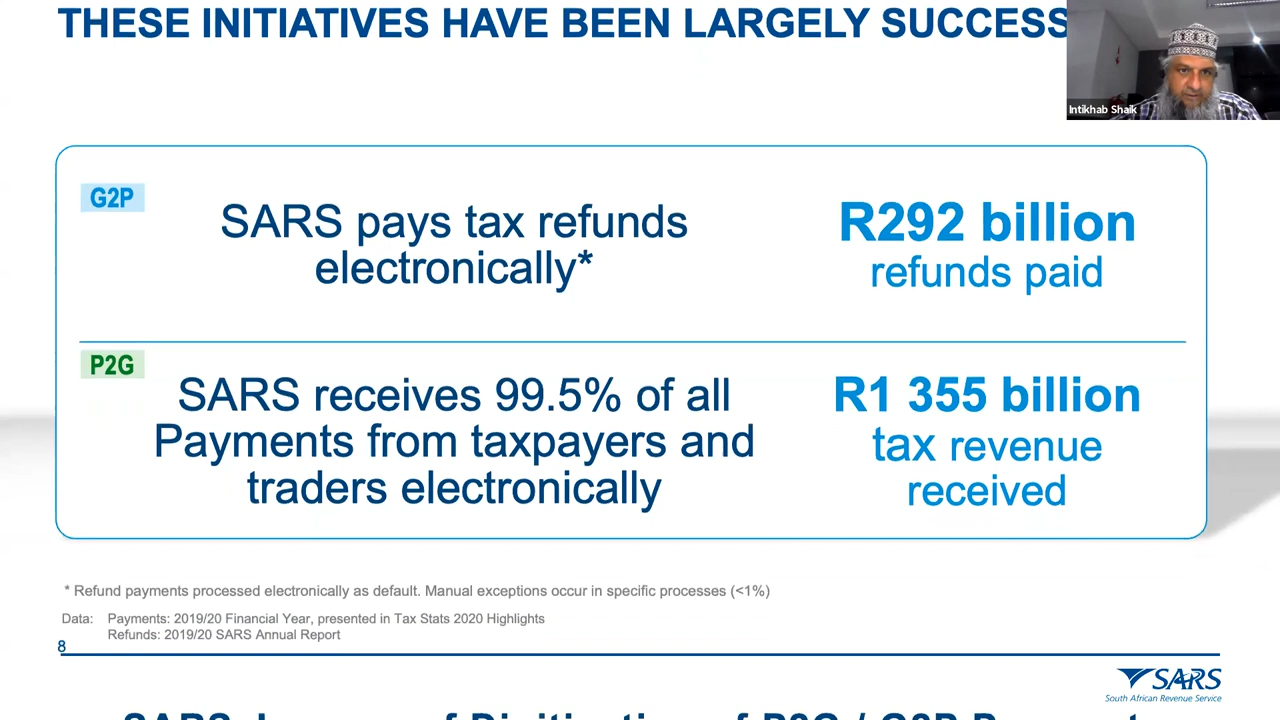 THESE INITIATIVES HAVE BEEN LARGELY SUCCESS
Intikhab Shaik
G2P
SARS pays tax refunds
electronically*
R292 billion
refunds paid
P2G
SARS receives 99.5% of all
Payments from taxpayers and
traders electronically
R1 355 billion
tax revenue
received
* Refund payments processed electronically as default. Manual exceptions occur in specific processes (<1%)
Data: Payments: 2019/20 Financial Year, presented in Tax Stats 2020 Highlights
Refunds: 2019/20 SARS Annual Report
8
SARS
South African Revenue Service